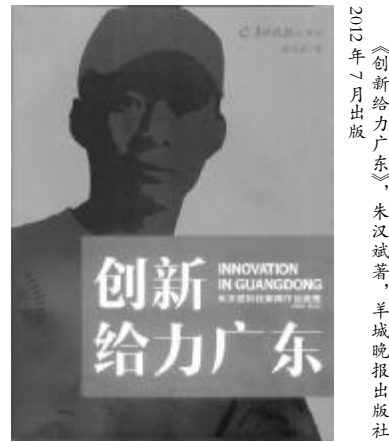 创新
给力广东
INNOVATION
IN GUANGDONG
《创新给力广东》，朱汉斌著，羊城晚报出版社
2012年7月出版